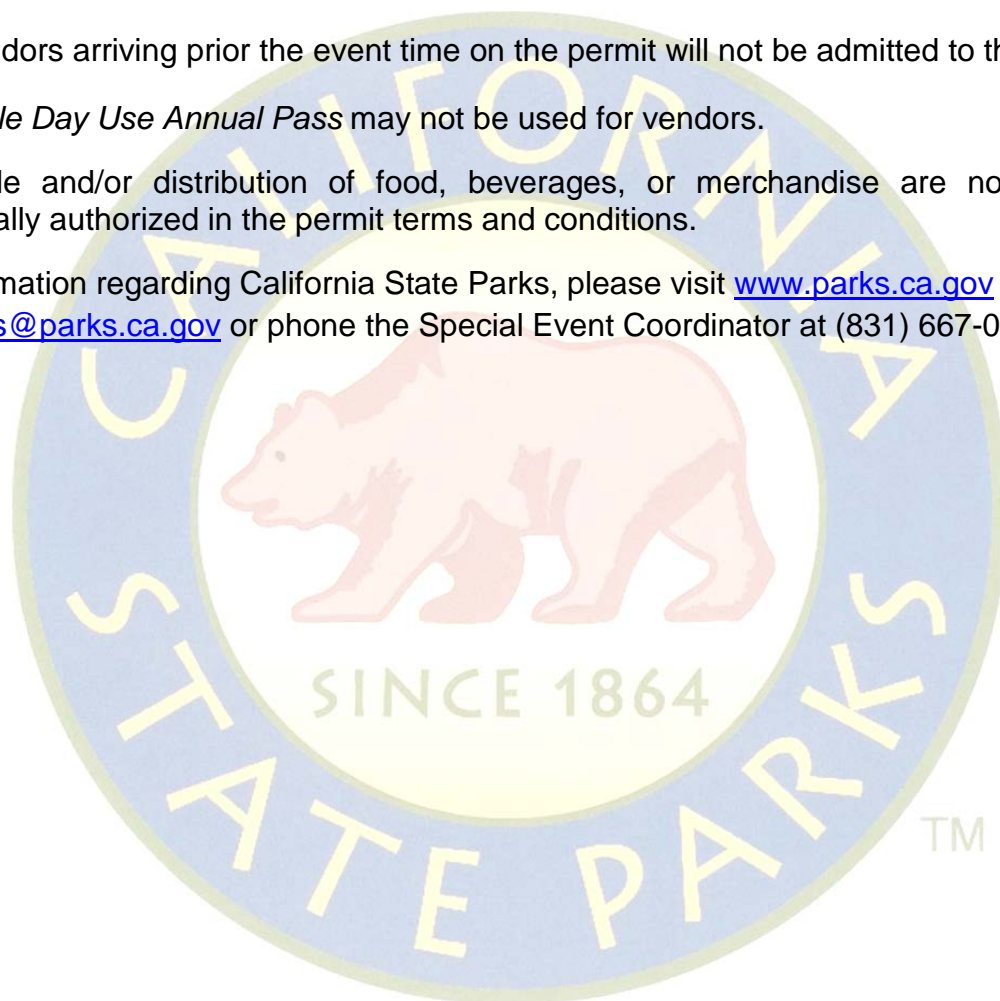 dors arriving prior the event time on the permit will not be admitted to th
le Day Use Annual Pass may not be used for vendors.
le and/or distribution of food, beverages, or merchandise are no
ally authorized in the permit terms and conditions.
mation regarding California State Parks, please visit www.parks.ca.gov
s@parks.ca.gov or phone the Special Event Coordinator at (831) 667-0
CALIFORNIA
SINCE 1864
STATE PARKS
TM